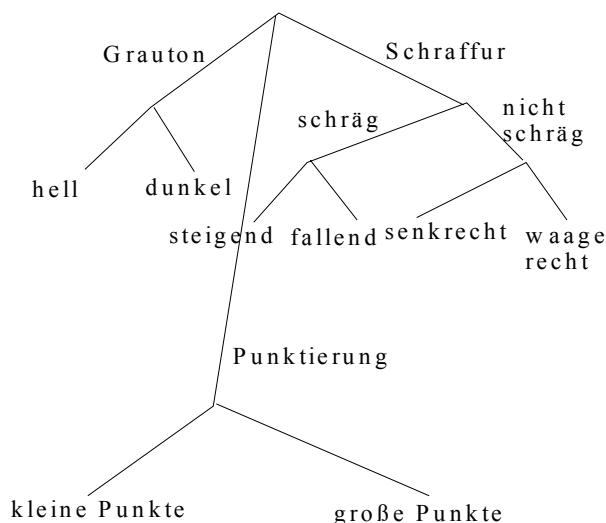 Grauton
Schraffur
schräg
nicht
schräg
hell
dunkel
steigend
fallend
senkrecht
waage
recht
Punktierung
kleine Punkte
große Punkte